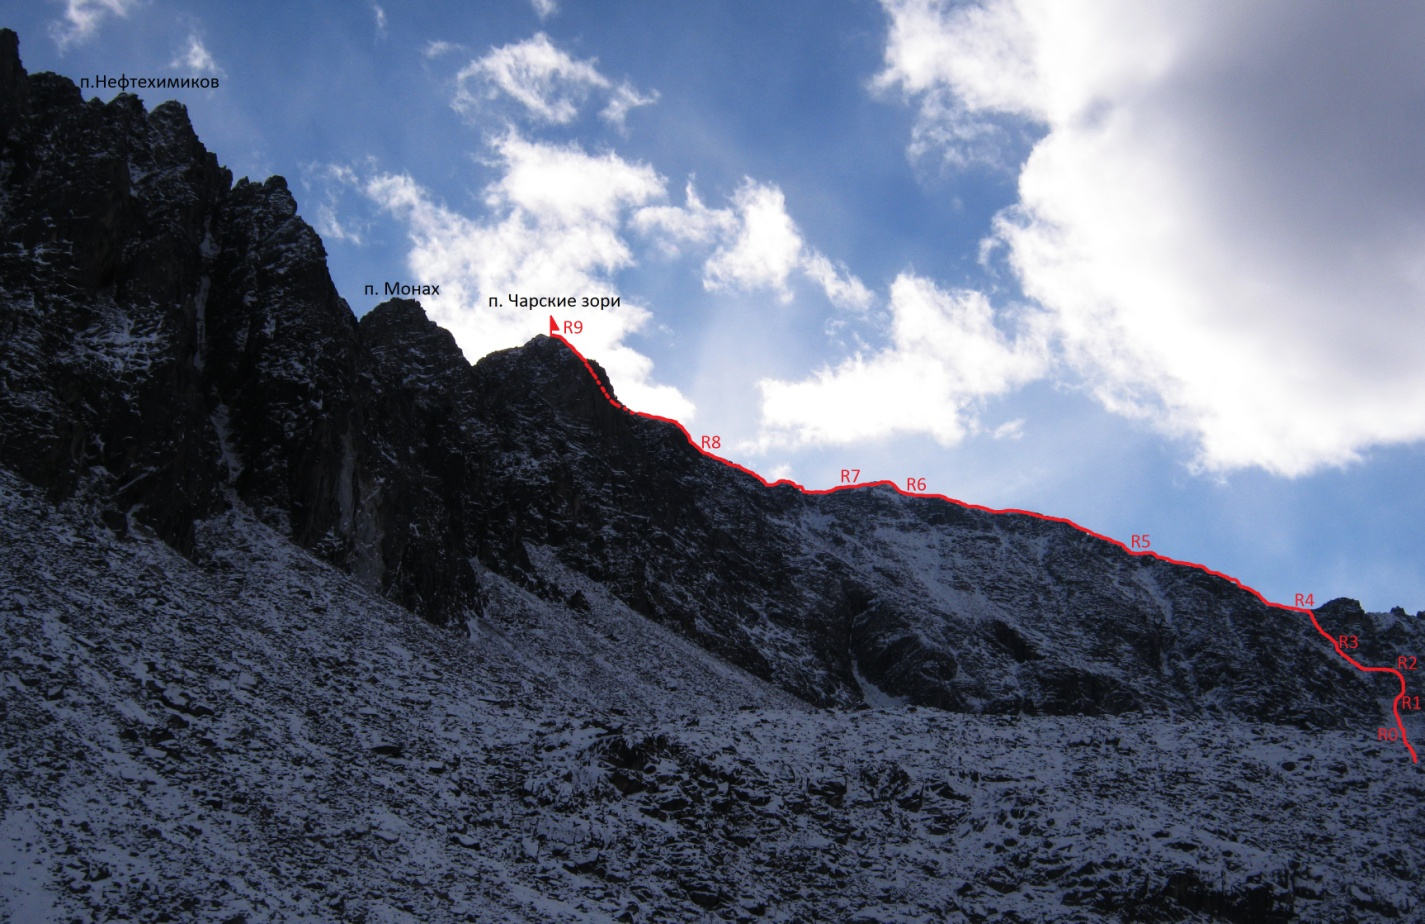 п.Нефтехимиков
п. Монах
п. Чарские зори
R9
R8
R7
R6
R5
R4
R3
R2
R1
R0